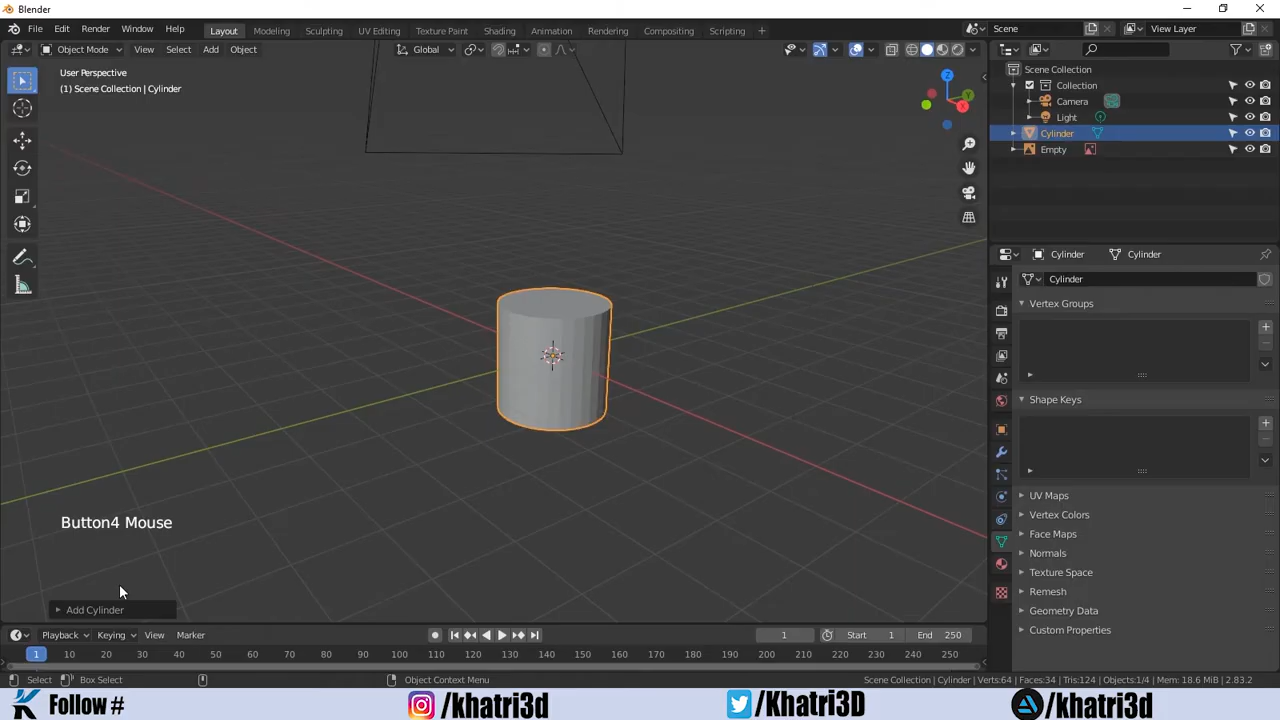 Blender
File Edit Render Window Help
Layout Modeling Sculpting UV Editing Texture Paint Shading Animation Rendering Compositing Scripting +
Scene
View Layer
Object Mode View Select Add Object
Global
User Perspective
(1) Scene Collection | Cylinder
Z
Y
X
Button4 Mouse
Add Cylinder
Scene Collection
Collection
Camera
Light
Cylinder
Empty
Cylinder Cylinder
Cylinder
Vertex Groups
Shape Keys
UV Maps
Vertex Colors
Face Maps
Normals
Texture Space
Remesh
Geometry Data
Custom Properties
Playback Keying View Marker
1 Start 1 End 250
1 10 20 30 40 50 60 70 80 90 100 110 120 130 140 150 160 170 180 190 200 210 220 230 240 250
Select Box Select Object Context Menu
Scene Collection | Cylinder | Verts:64 | Faces:34 | Tris:124 | Objects:1/4 | Mem: 18.6 MiB | 2.83.2
Follow # /khatri3d /Khatri3D /khatri3d